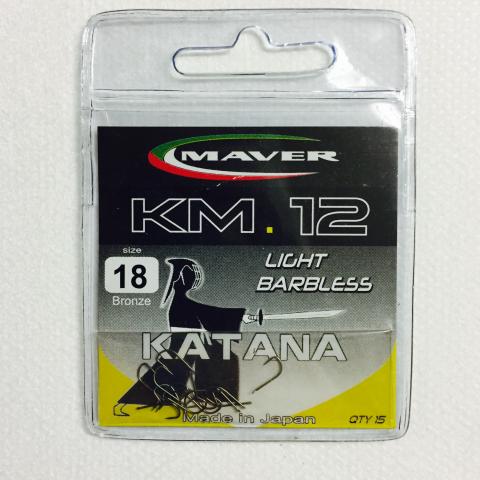 MAVER
KM.12
size
18
Bronze
LIGHT
BARBLESS
KATANA
Made in Japan
QTY 15